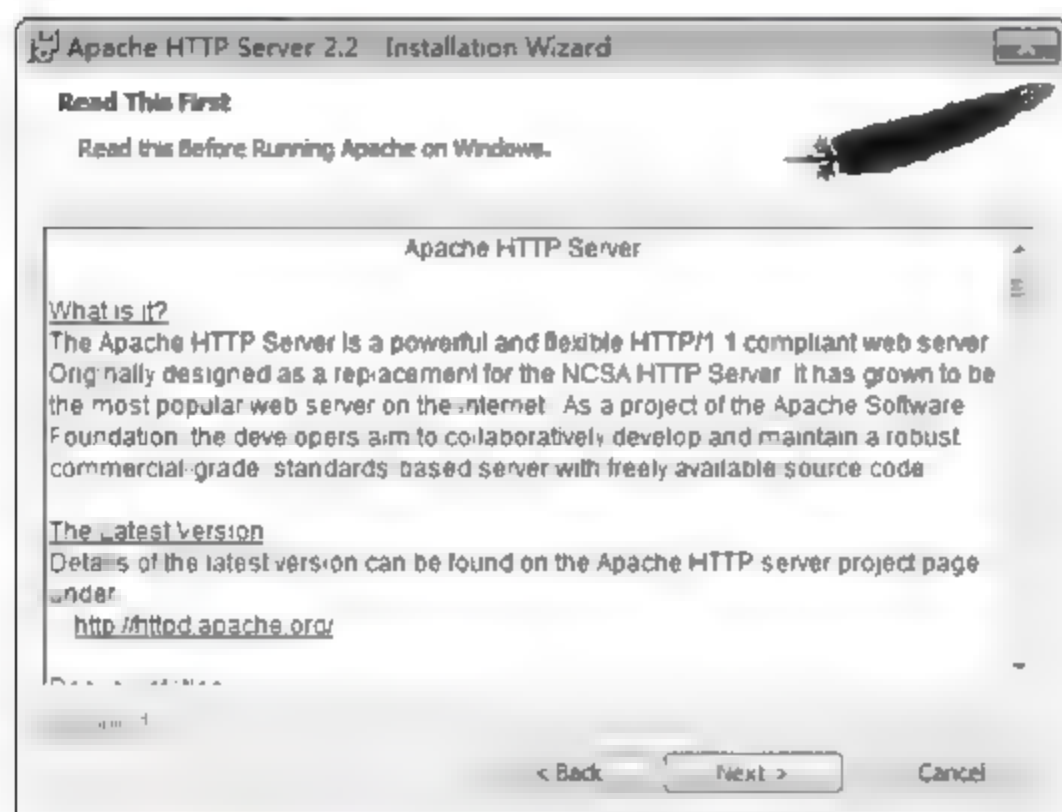 Apache HTTP Server 2.2 Installation Wizard
Read This First
Read this Before Running Apache on Windows.
Apache HTTP Server
What is it?
The Apache HTTP Server is a powerful and flexible HTTP/1.1 compliant web server.
Originally designed as a replacement for the NCSA HTTP Server, it has grown to be
the most popular web server on the Internet. As a project of the Apache Software
Foundation, the developers aim to collaboratively develop and maintain a robust,
commercial-grade, standards-based server with freely available source code.
The Latest Version
Details of the latest version can be found on the Apache HTTP server project page
under
http://httpd.apache.org/
< Back
Next >
Cancel